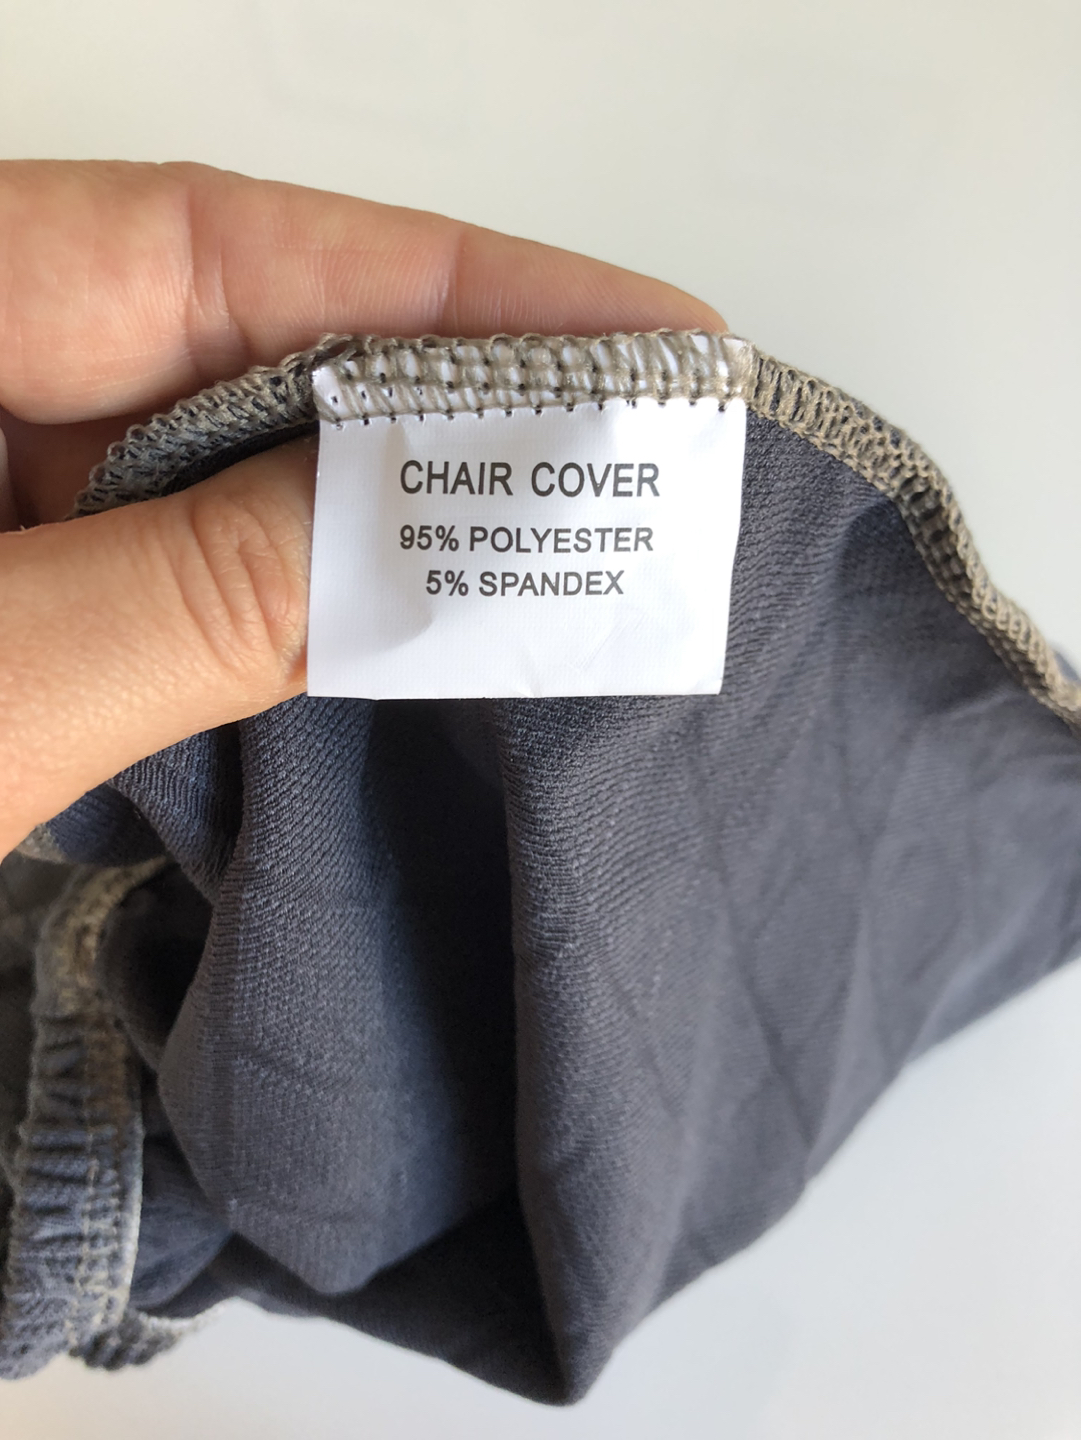 CHAIR COVER
95% POLYESTER
5% SPANDEX